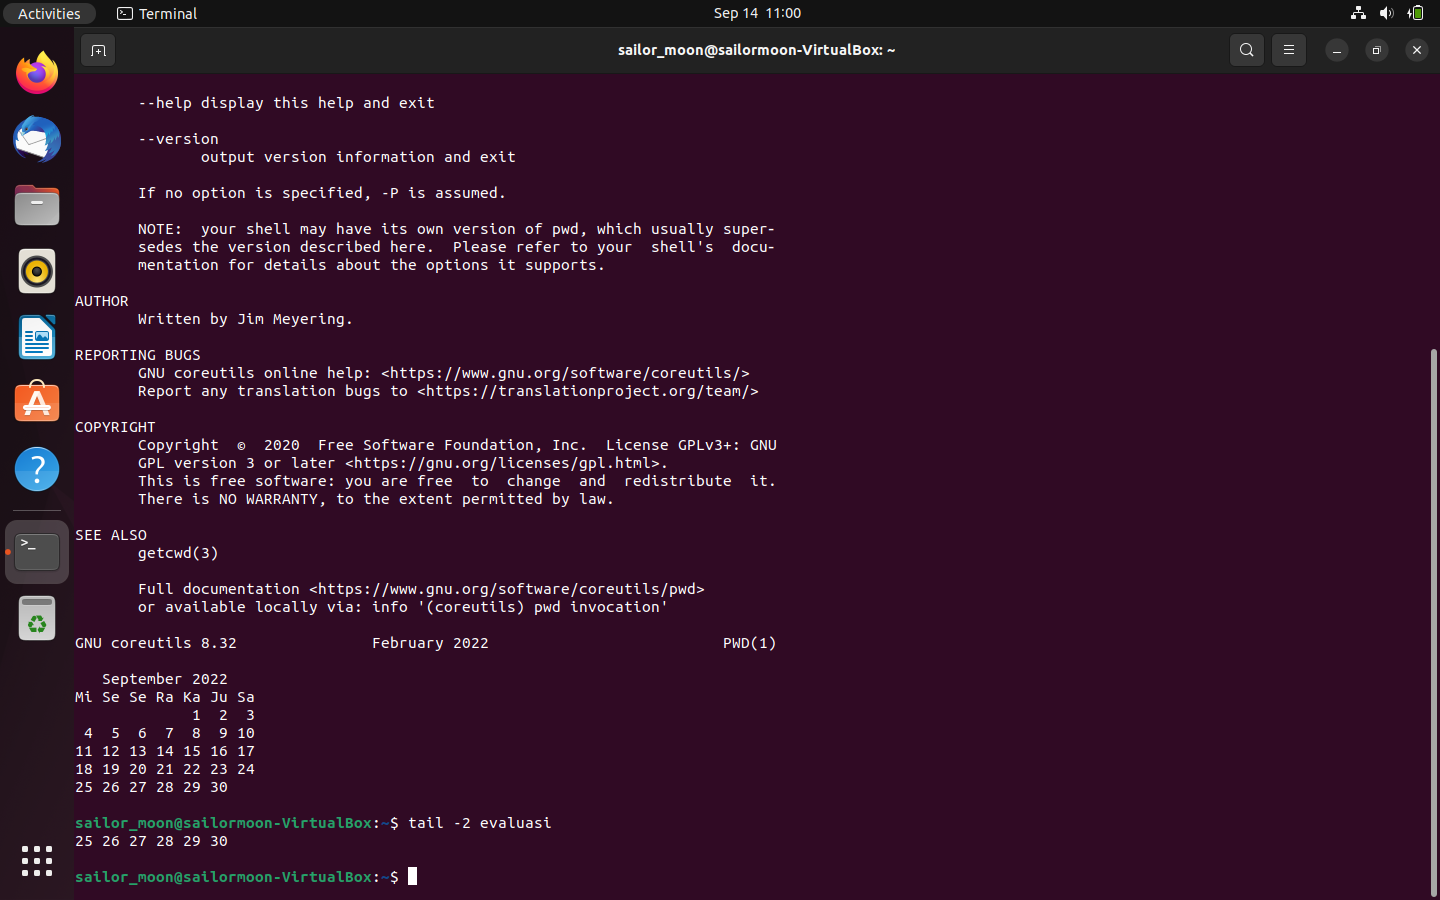 Activities
Terminal
Sep 14 11:00
sailor_moon@sailormoon-VirtualBox: ~
--help display this help and exit
--version
output version information and exit
If no option is specified, -P is assumed.
NOTE:  your shell may have its own version of pwd, which usually super-
sedes the version described here.  Please refer to your  shell's  docu-
mentation for details about the options it supports.
AUTHOR
Written by Jim Meyering.
REPORTING BUGS
GNU coreutils online help: <https://www.gnu.org/software/coreutils/>
Report any translation bugs to <https://translationproject.org/team/>
COPYRIGHT
Copyright  ©  2020  Free Software Foundation, Inc.  License GPLv3+: GNU
GPL version 3 or later <https://gnu.org/licenses/gpl.html>.
This is free software: you are free  to  change  and  redistribute  it.
There is NO WARRANTY, to the extent permitted by law.
SEE ALSO
getcwd(3)
Full documentation <https://www.gnu.org/software/coreutils/pwd>
or available locally via: info '(coreutils) pwd invocation'
GNU coreutils 8.32               February 2022                          PWD(1)
September 2022
Mi Se Se Ra Ka Ju Sa
1  2  3
4  5  6  7  8  9 10
11 12 13 14 15 16 17
18 19 20 21 22 23 24
25 26 27 28 29 30
sailor_moon@sailormoon-VirtualBox:~$ tail -2 evaluasi
25 26 27 28 29 30
sailor_moon@sailormoon-VirtualBox:~$